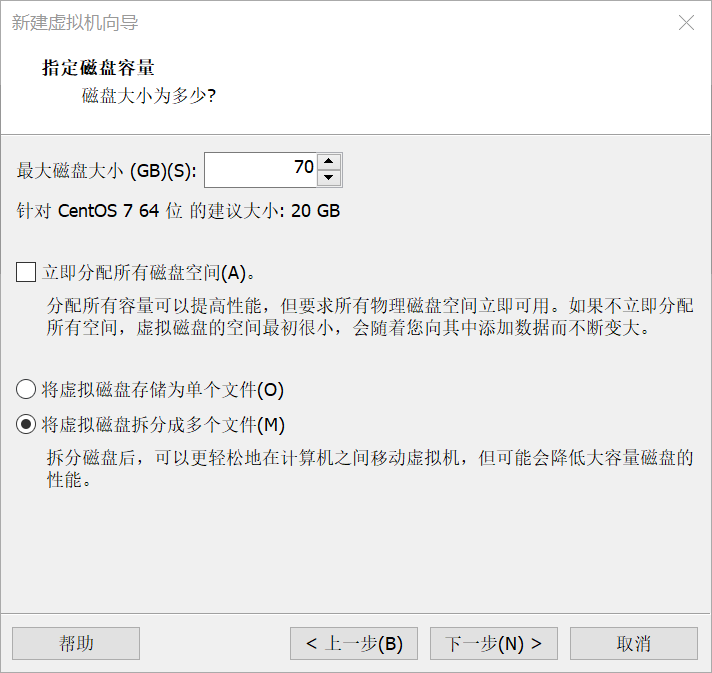 新建虚拟机向导
指定磁盘容量
磁盘大小为多少?
最大磁盘大小 (GB)(S): 70
针对 CentOS 7 64 位 的建议大小: 20 GB
立即分配所有磁盘空间(A)。
分配所有容量可以提高性能，但要求所有物理磁盘空间立即可用。如果不立即分配
所有空间，虚拟磁盘的空间最初很小，会随着您向其中添加数据而不断变大。
将虚拟磁盘存储为单个文件(O)
将虚拟磁盘拆分成多个文件(M)
拆分磁盘后，可以更轻松地在计算机之间移动虚拟机，但可能会降低大容量磁盘的
性能。
帮助 < 上一步(B) 下一步(N) > 取消